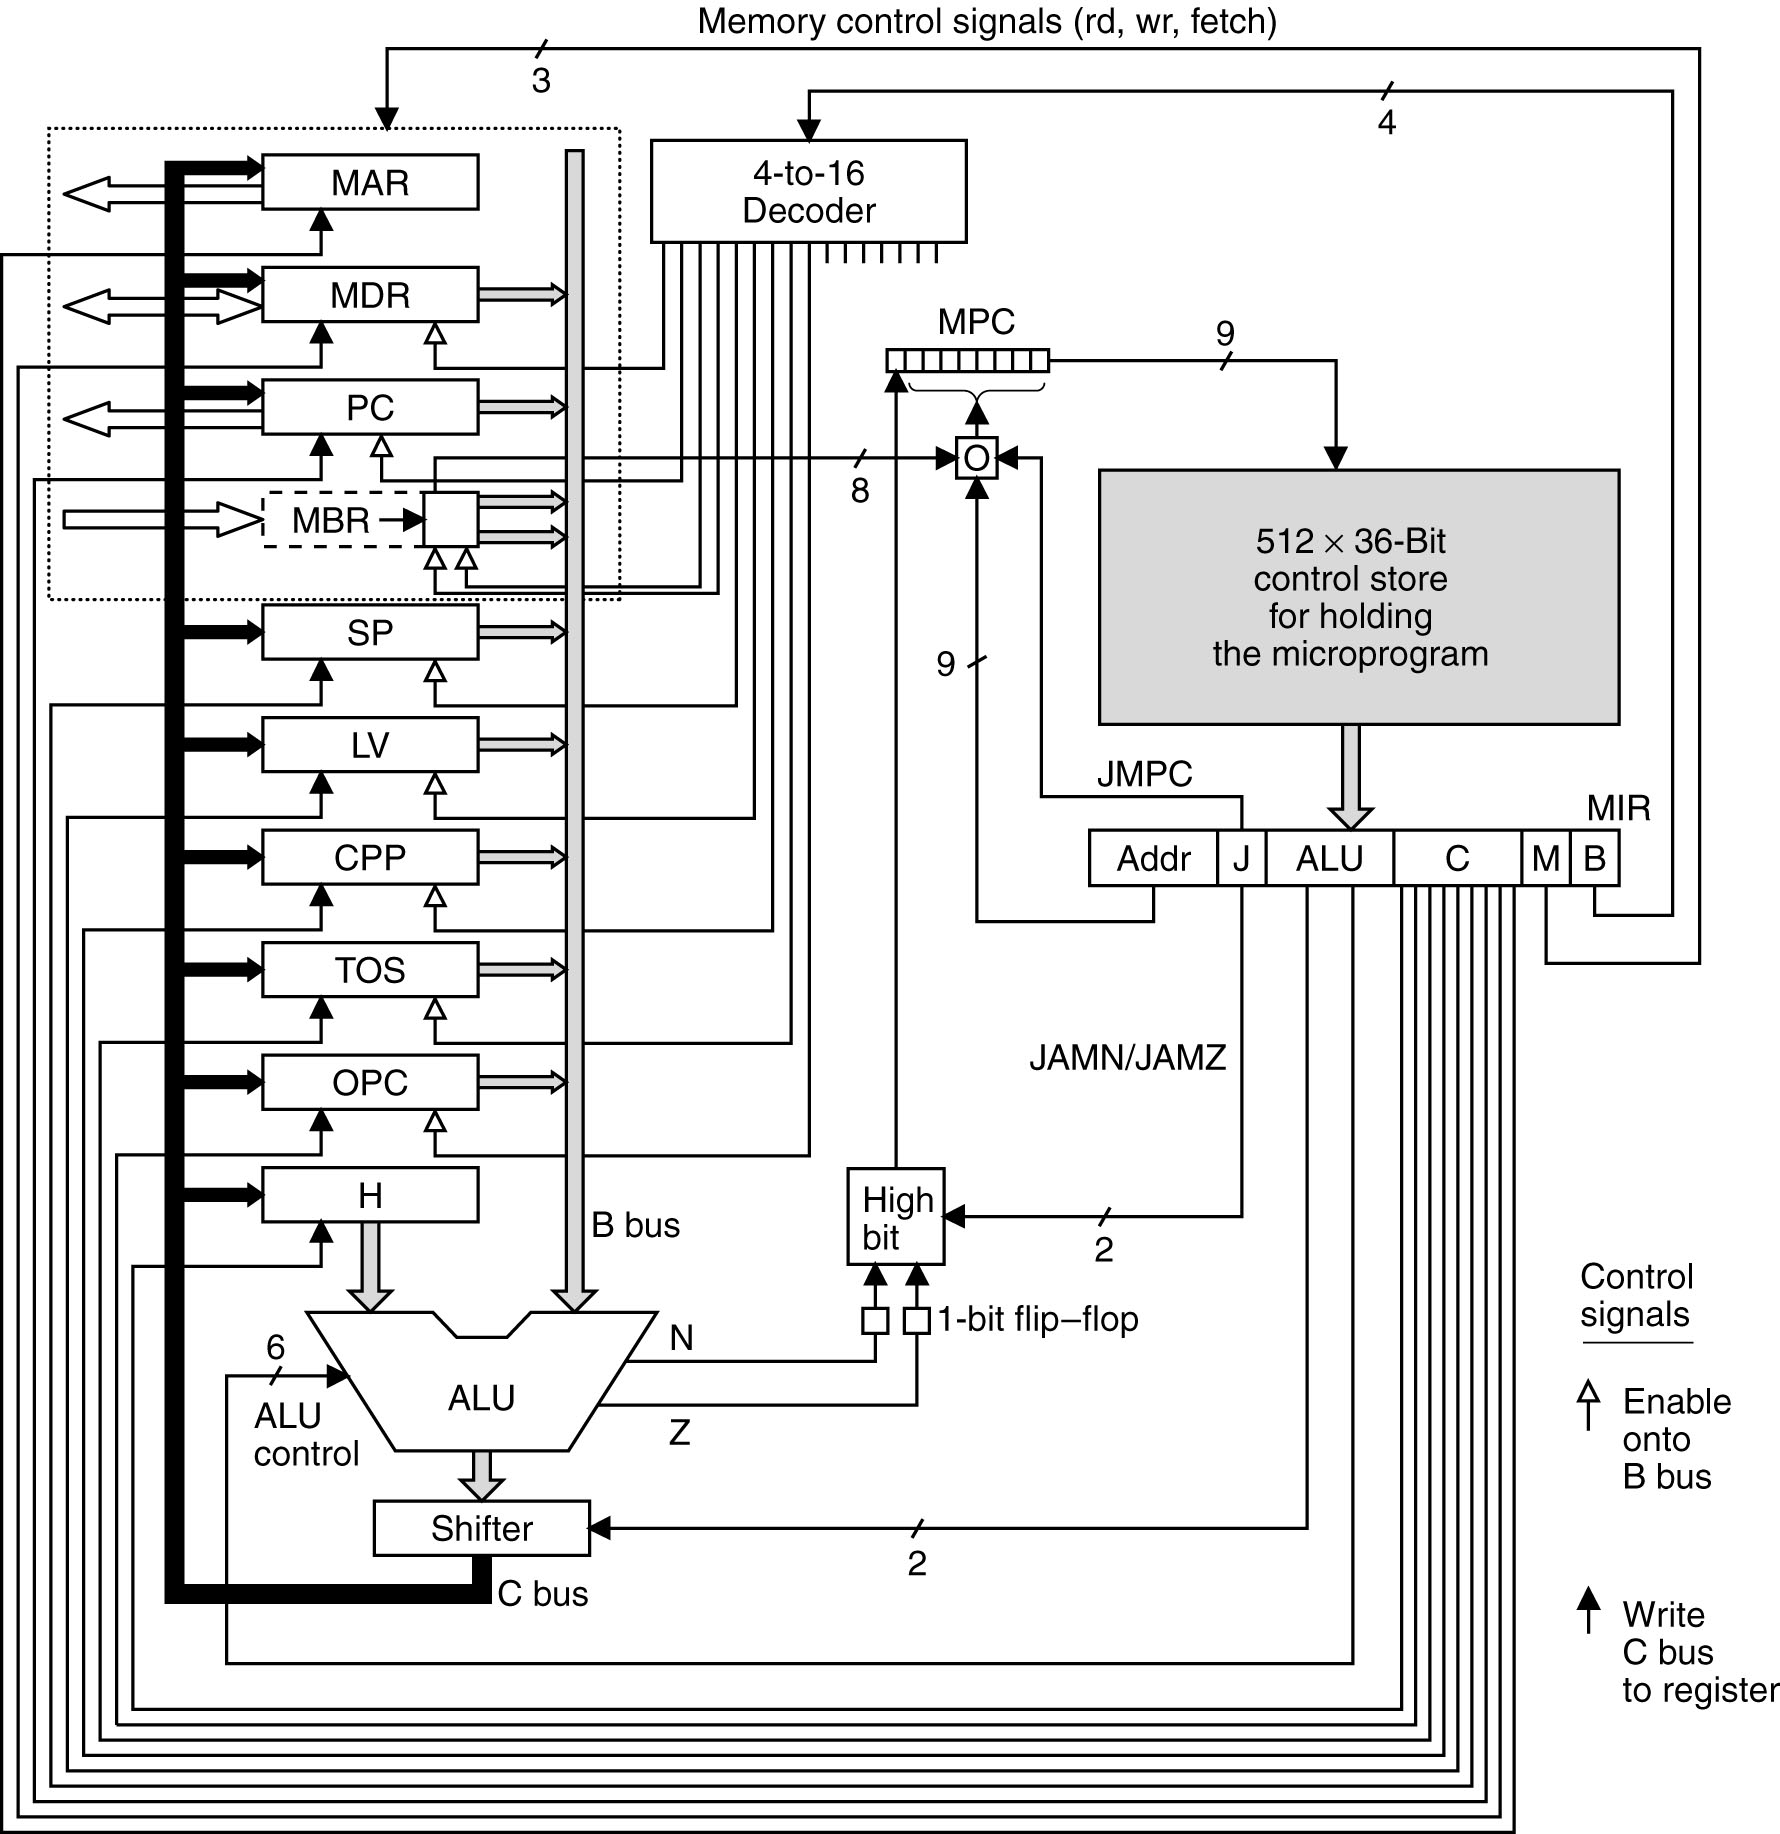 Memory control signals (rd, wr, fetch)
3
4
MAR
4-to-16
Decoder
MDR
MPC
9
PC
8
O
MBR
512 × 36-Bit
control store
for holding
the microprogram
SP
9
LV
JMPC
MIR
CPP
Addr
J
ALU
C
M
B
TOS
JAMN/JAMZ
OPC
H
B bus
High
bit
2
Control
signals
1-bit flip–flop
N
6
ALU
control
ALU
Z
Enable
onto
B bus
Shifter
2
C bus
Write
C bus
to register